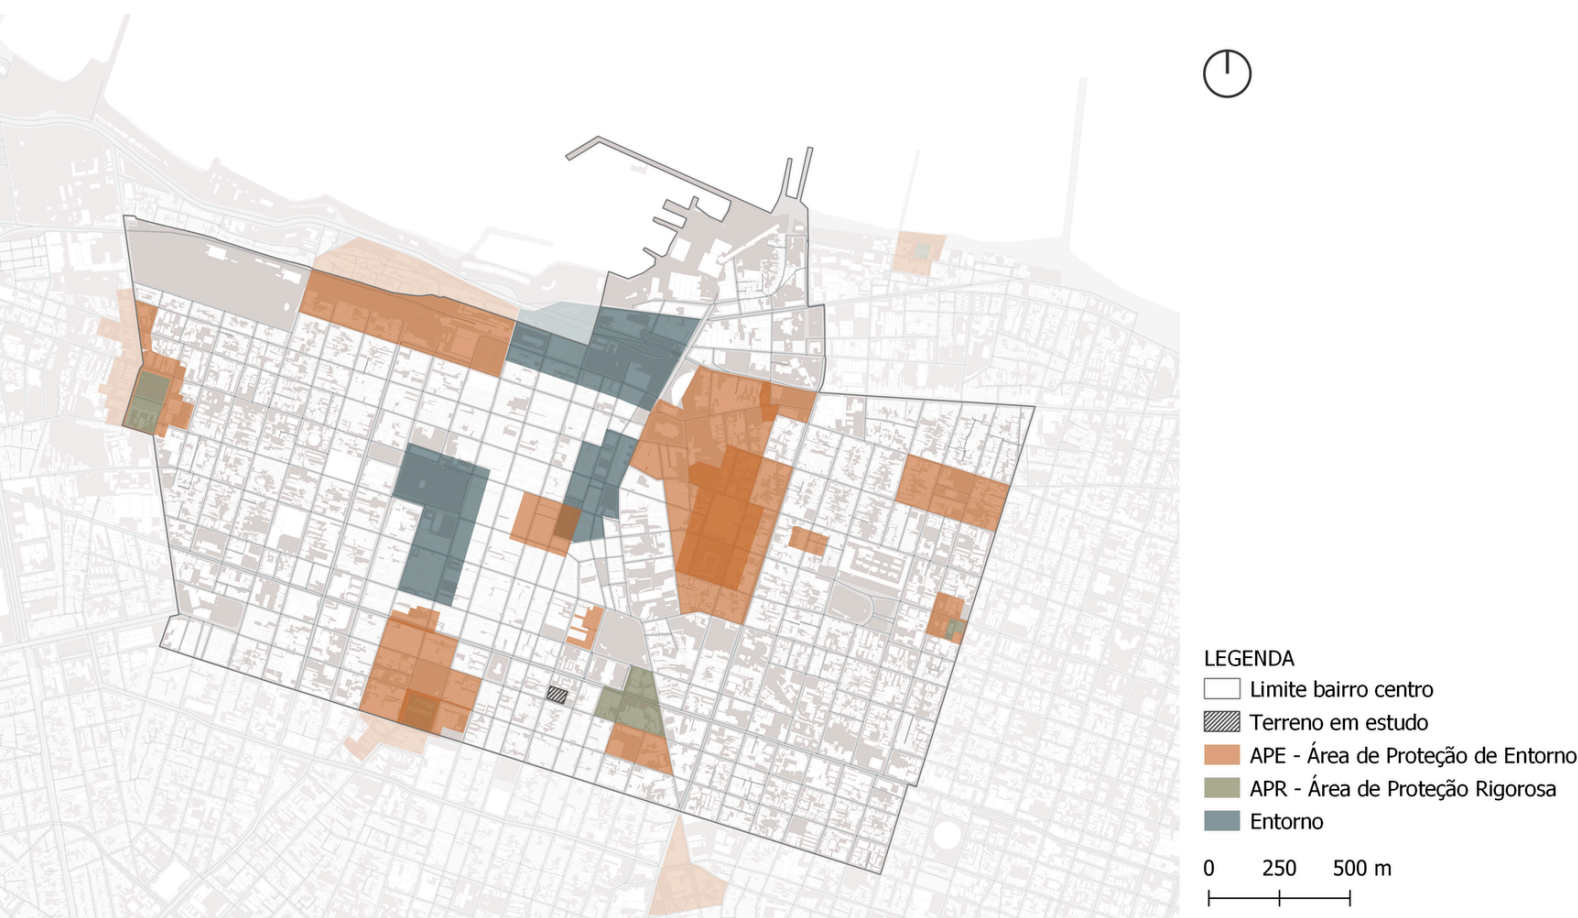 LEGENDA
Limite bairro centro
Terreno em estudo
APE - Área de Proteção de Entorno
APR - Área de Proteção Rigorosa
Entorno
0 250 500 m